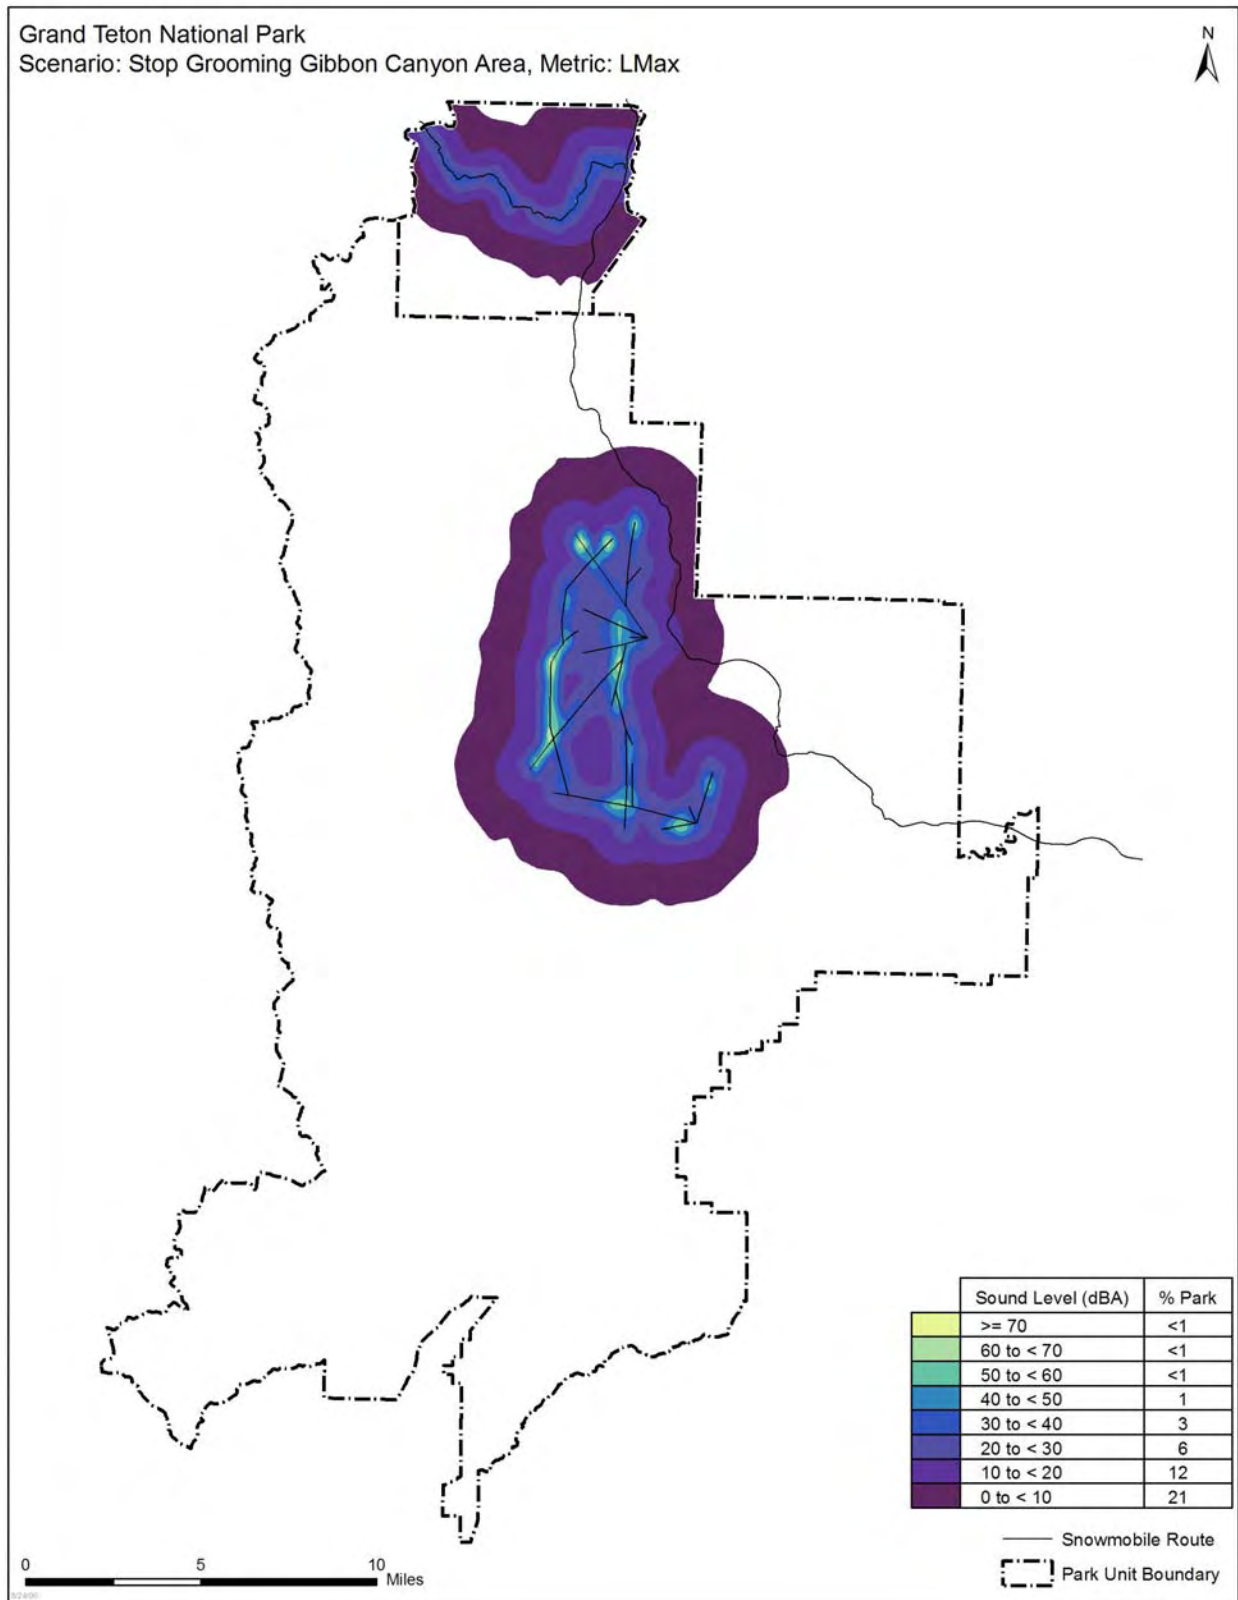 Grand Teton National Park
Scenario: Stop Grooming Gibbon Canyon Area, Metric: LMax
N
Sound Level (dBA) % Park
>= 70 <1
60 to < 70 <1
50 to < 60 <1
40 to < 50 1
30 to < 40 3
20 to < 30 6
10 to < 20 12
0 to < 10 21
Snowmobile Route
Park Unit Boundary
0 5 10
Miles